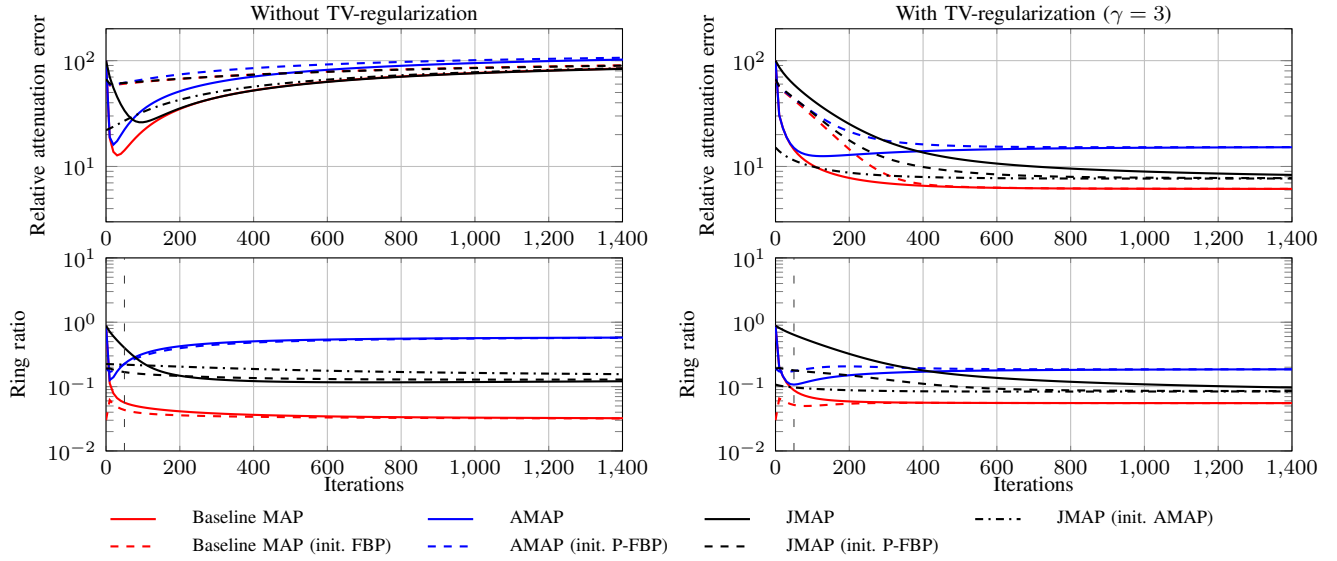 Without TV-regularization
With TV-regularization (γ = 3)
Relative attenuation error
10²
10¹
0 200 400 600 800 1,000 1,200 1,400
Relative attenuation error
10²
10¹
0 200 400 600 800 1,000 1,200 1,400
Ring ratio
10¹
10⁰
10⁻¹
10⁻²
0 200 400 600 800 1,000 1,200 1,400
Iterations
Ring ratio
10¹
10⁰
10⁻¹
10⁻²
0 200 400 600 800 1,000 1,200 1,400
Iterations
Baseline MAP AMAP JMAP JMAP (init. AMAP)
Baseline MAP (init. FBP) AMAP (init. P-FBP) JMAP (init. P-FBP)